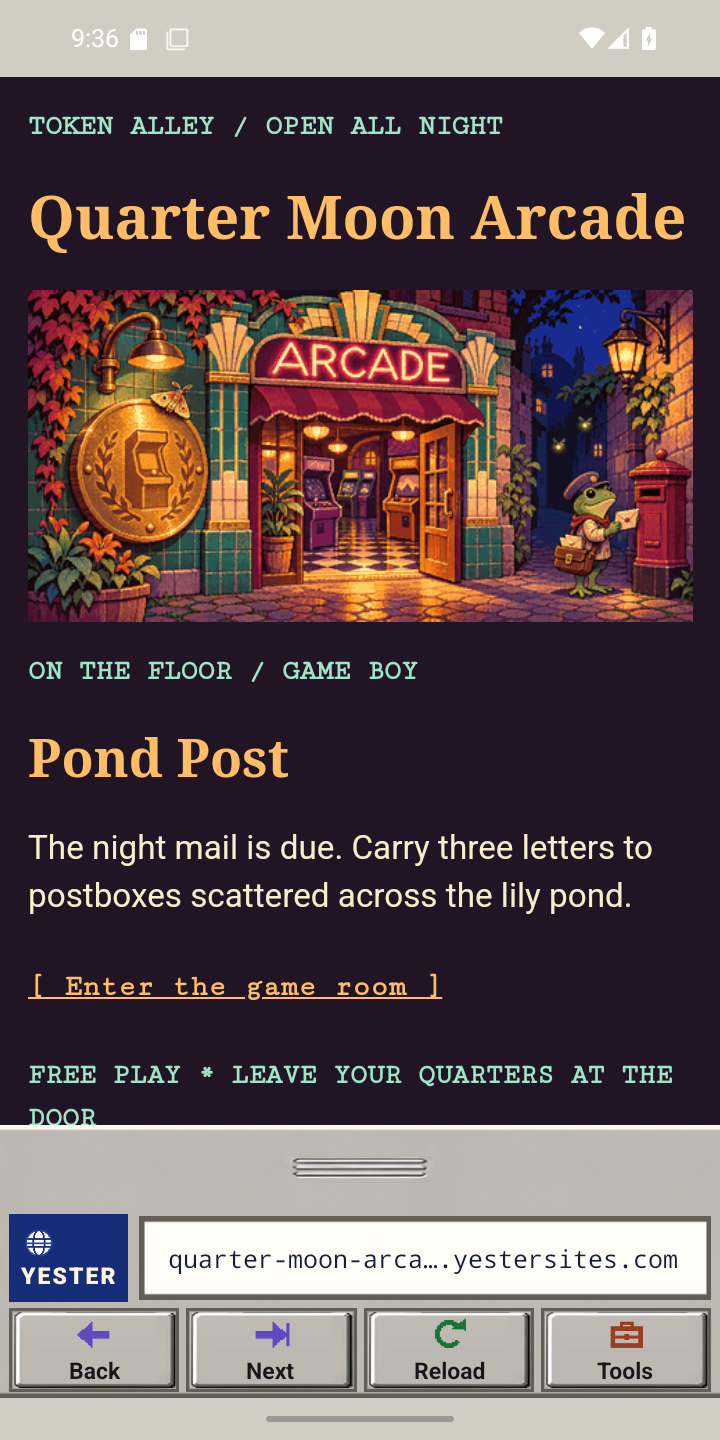 9:36
TOKEN ALLEY / OPEN ALL NIGHT
Quarter Moon Arcade
ARCADE
ON THE FLOOR / GAME BOY
Pond Post
The night mail is due. Carry three letters to
postboxes scattered across the lily pond.
[ Enter the game room ]
FREE PLAY * LEAVE YOUR QUARTERS AT THE
DOOR
YESTER
quarter-moon-arca….yestersites.com
Back
Next
Reload
Tools